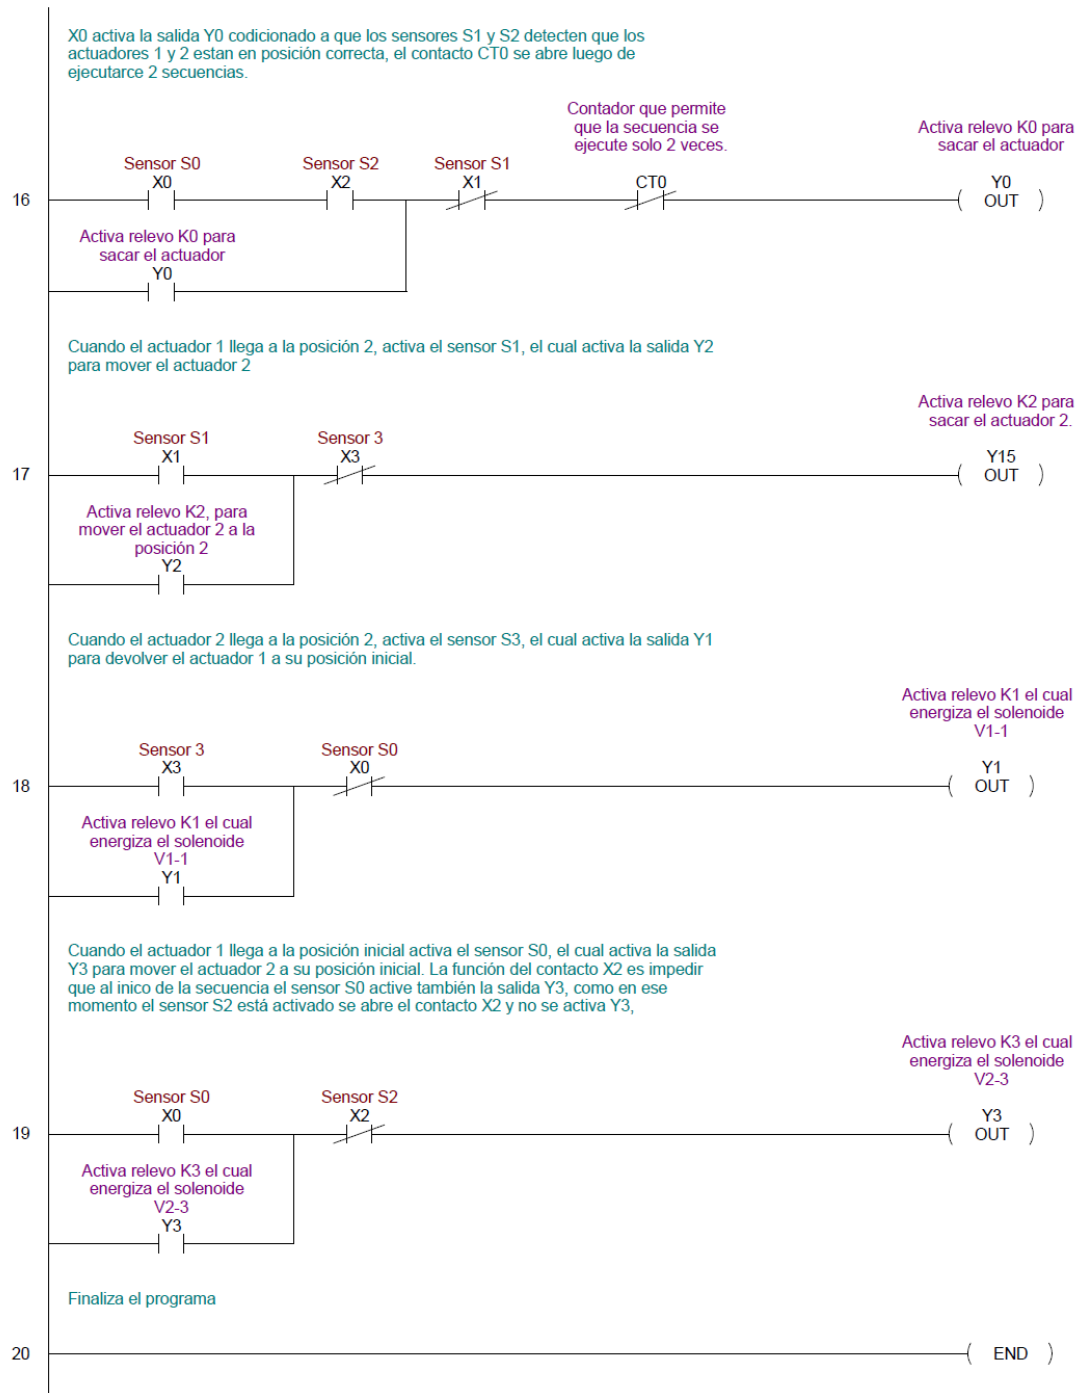 X0 activa la salida Y0 codicionado a que los sensores S1 y S2 detecten que los
actuadores 1 y 2 estan en posición correcta, el contacto CT0 se abre luego de
ejecutarce 2 secuencias.
Contador que permite
que la secuencia se
ejecute solo 2 veces.
Activa relevo K0 para
sacar el actuador
Sensor S0
X0
Sensor S2
X2
Sensor S1
X1
CT0
Y0
16
OUT
Activa relevo K0 para
sacar el actuador
Y0
Cuando el actuador 1 llega a la posición 2, activa el sensor S1, el cual activa la salida Y2
para mover el actuador 2
Activa relevo K2 para
sacar el actuador 2.
Sensor S1
X1
Sensor 3
X3
Y15
17
OUT
Activa relevo K2, para
mover el actuador 2 a la
posición 2
Y2
Cuando el actuador 2 llega a la posición 2, activa el sensor S3, el cual activa la salida Y1
para devolver el actuador 1 a su posición inicial.
Activa relevo K1 el cual
energiza el solenoide
V1-1
Sensor 3
X3
Sensor S0
X0
Y1
18
OUT
Activa relevo K1 el cual
energiza el solenoide
V1-1
Y1
Cuando el actuador 1 llega a la posición inicial activa el sensor S0, el cual activa la salida
Y3 para mover el actuador 2 a su posición inicial. La función del contacto X2 es impedir
que al inico de la secuencia el sensor S0 active también la salida Y3, como en ese
momento el sensor S2 está activado se abre el contacto X2 y no se activa Y3,
Activa relevo K3 el cual
energiza el solenoide
V2-3
Sensor S0
X0
Sensor S2
X2
Y3
19
OUT
Activa relevo K3 el cual
energiza el solenoide
V2-3
Y3
Finaliza el programa
20
END